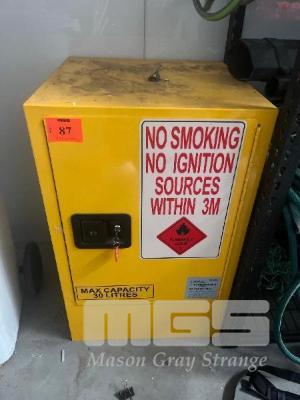 87
NO SMOKING
NO IGNITION
SOURCES
WITHIN 3M
MAX CAPACITY
30 LITRES
MGS
Mason Gray Strange